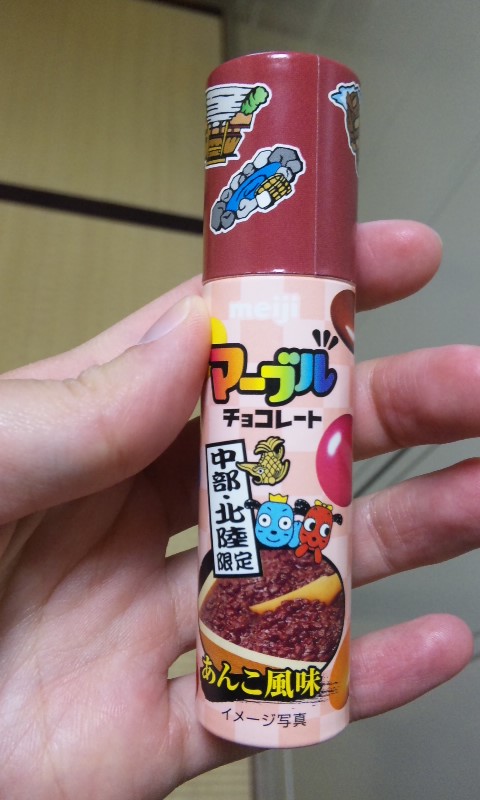 meiji
マーブル
チョコレート
中部・北陸
限定
あんこ風味
イメージ写真